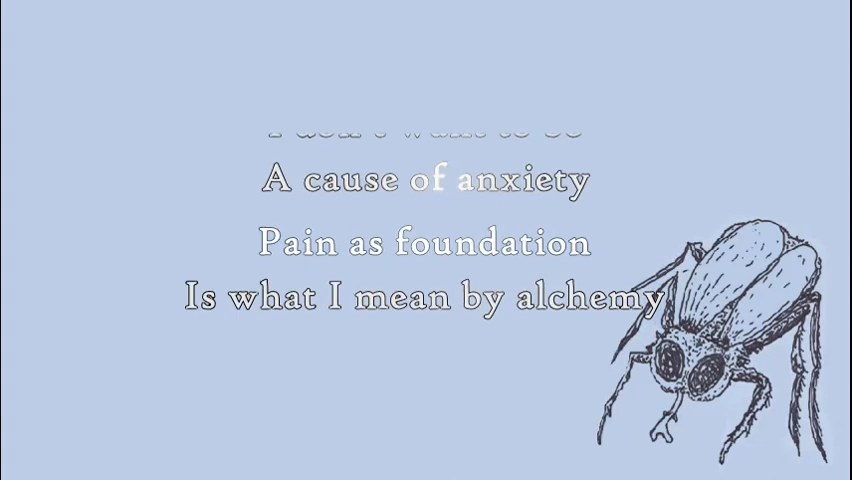 A cause of anxiety
Pain as foundation
Is what I mean by alchemy